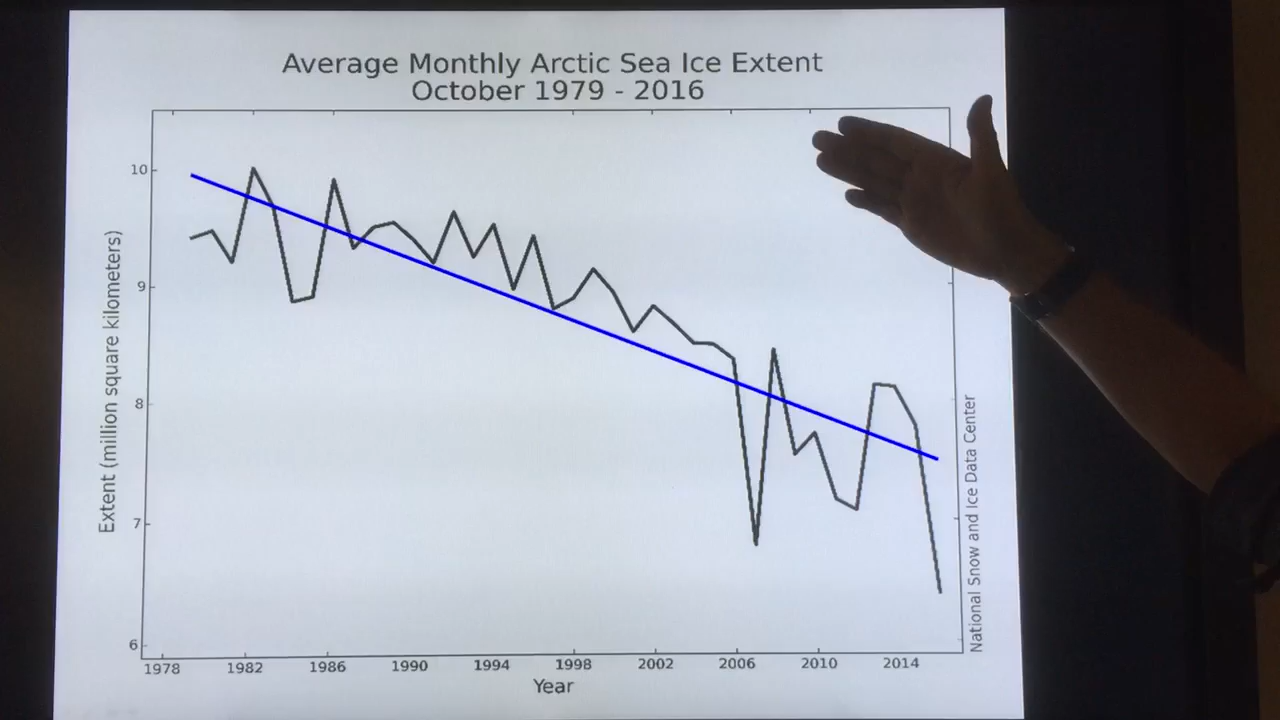 Average Monthly Arctic Sea Ice Extent
October 1979 - 2016
Extent (million square kilometers)
10
9
8
7
6
1978 1982 1986 1990 1994 1998 2002 2006 2010 2014
Year
National Snow and Ice Data Center